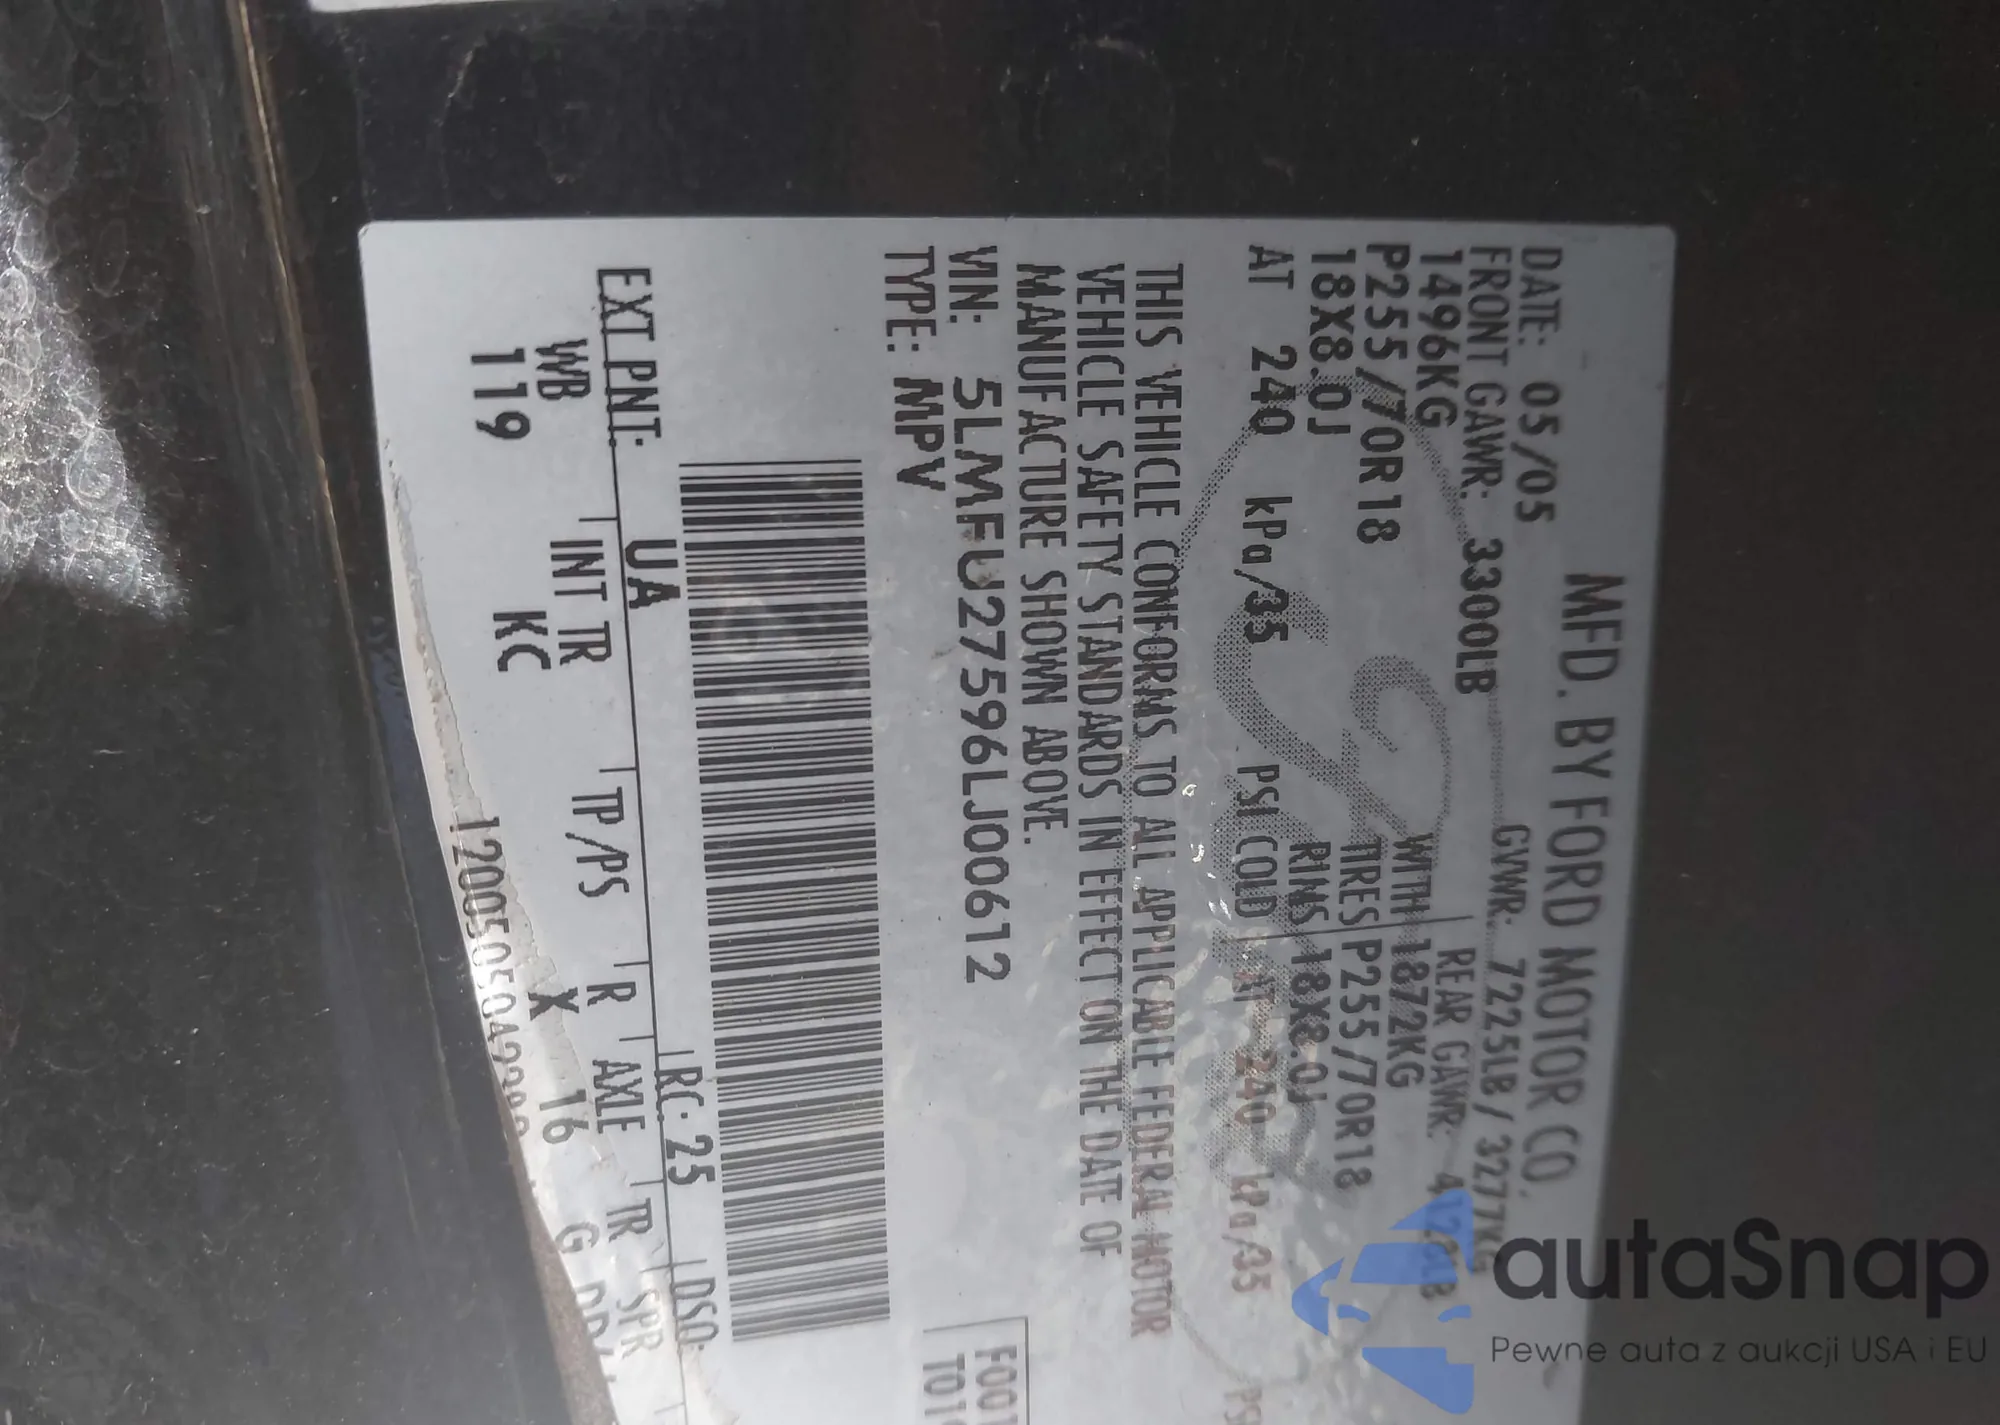 MFD. BY FORD MOTOR CO.
DATE: 05/05 GVWR: 7225LB / 3277KG
FRONT GAWR: 3300LB REAR GAWR:
1496KG WITH 1872KG
P255/70R18 TIRES P255/70R18
18X8.0J RIMS 18X8.0J
AT 240 kPa/35 PSI COLD AT 240 kPa/35
THIS VEHICLE CONFORMS TO ALL APPLICABLE FEDERAL MOTOR
VEHICLE SAFETY STANDARDS IN EFFECT ON THE DATE OF
MANUFACTURE SHOWN ABOVE.
VIN: 5LMFU27596LJ00612
TYPE: MPV
EXT PNT: UA RC: 25 DSO:
WB INT TR TP/PS R AXLE TR SPR
119 KC X 16 G
autaSnap
Pewne auta z aukcji USA i EU